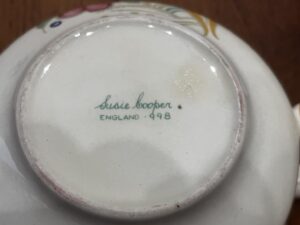 Susie Cooper.
ENGLAND · 498